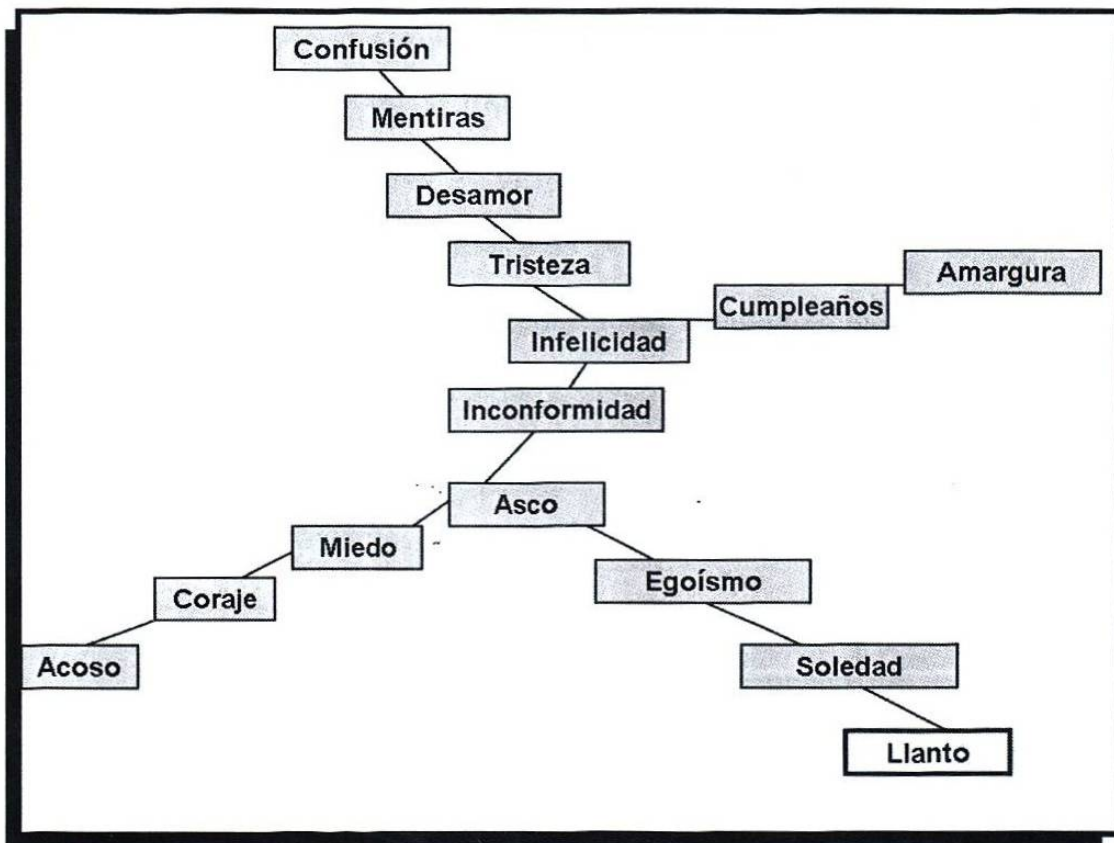 Confusión
Mentiras
Desamor
Tristeza
Amargura
Cumpleaños
Infelicidad
Inconformidad
Asco
Miedo
Egoísmo
Coraje
Acoso
Soledad
Llanto